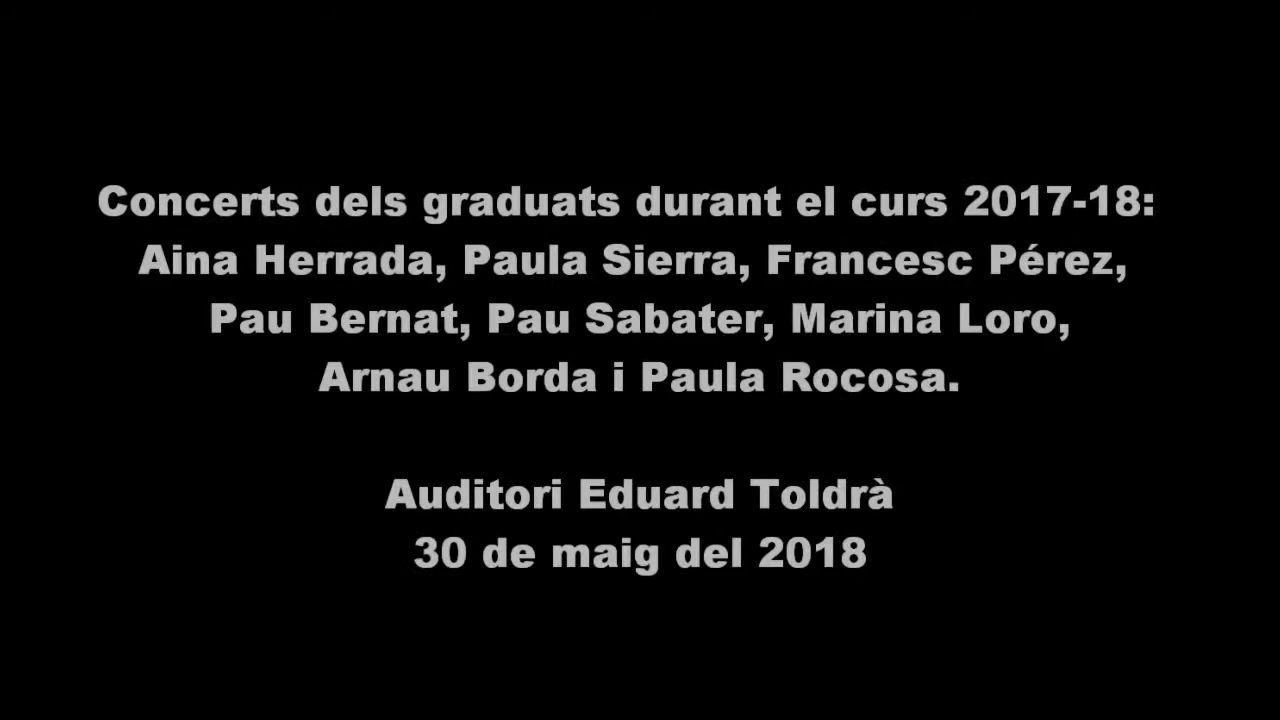 Concerts dels graduats durant el curs 2017-18:
Aina Herrada, Paula Sierra, Francesc Pérez,
Pau Bernat, Pau Sabater, Marina Loro,
Arnau Borda i Paula Rocosa.
Auditori Eduard Toldrà
30 de maig del 2018